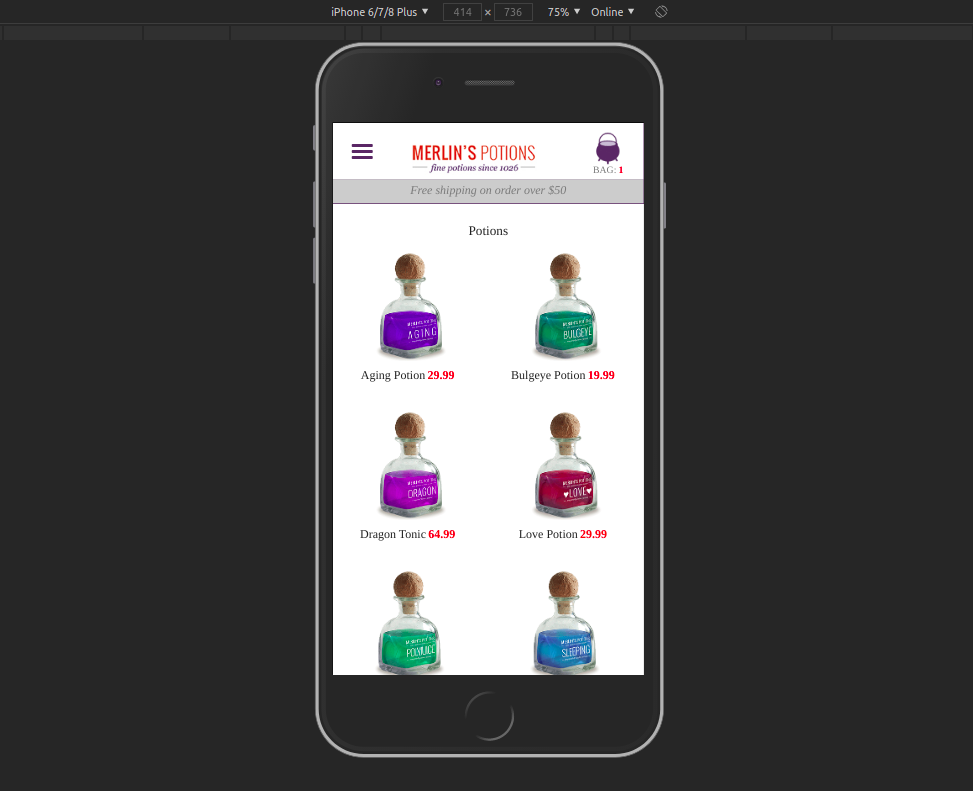 iPhone 6/7/8 Plus ▼ 414 × 736 75% ▼ Online ▼
MERLIN'S POTIONS
fine potions since 1026
BAG: 1
Free shipping on order over $50
Potions
AGING
BULGEYE
Aging Potion 29.99
Bulgeye Potion 19.99
DRAGON
♥LOVE♥
Dragon Tonic 64.99
Love Potion 29.99
POLYJUICE
SLEEPING